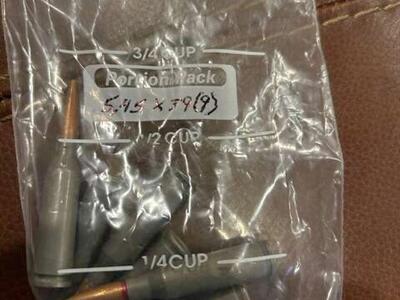 3/4 CUP
Portion Pack
5.45 x 39 (9)
1/2 CUP
1/4 CUP